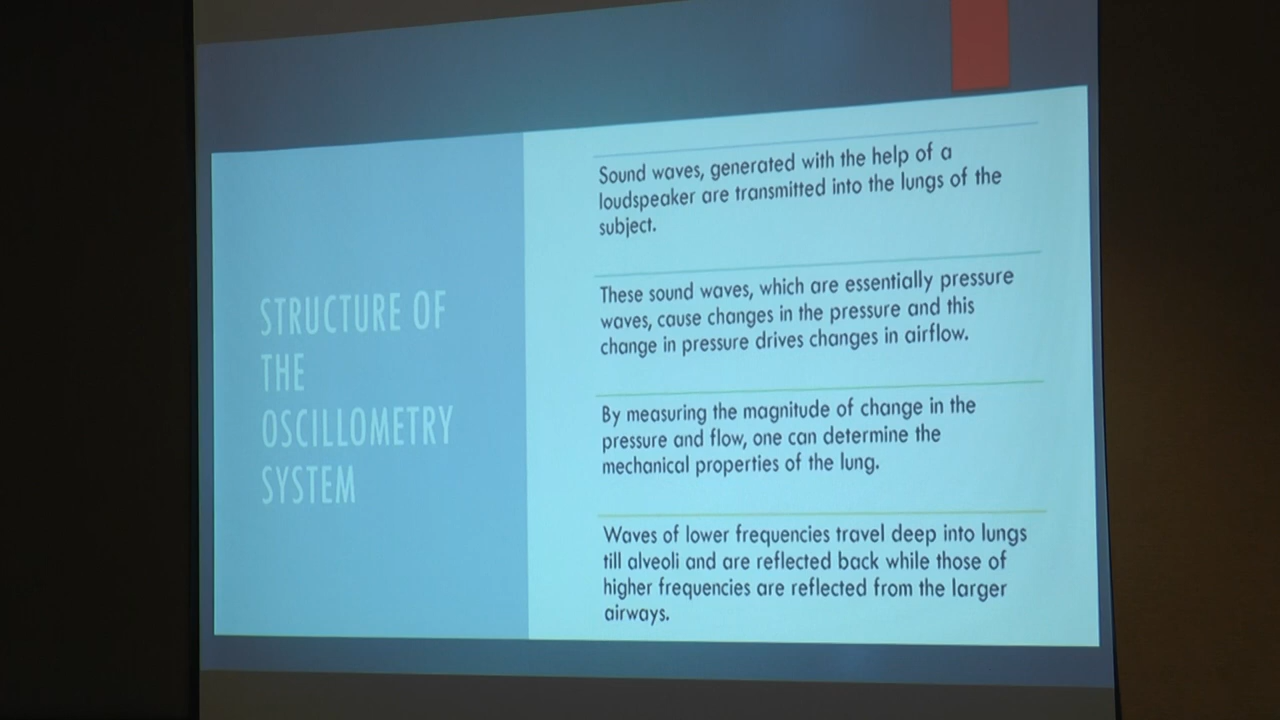 STRUCTURE OF
THE
OSCILLOMETRY
SYSTEM
Sound waves, generated with the help of a
loudspeaker are transmitted into the lungs of the
subject.
These sound waves, which are essentially pressure
waves, cause changes in the pressure and this
change in pressure drives changes in airflow.
By measuring the magnitude of change in the
pressure and flow, one can determine the
mechanical properties of the lung.
Waves of lower frequencies travel deep into lungs
till alveoli and are reflected back while those of
higher frequencies are reflected from the larger
airways.